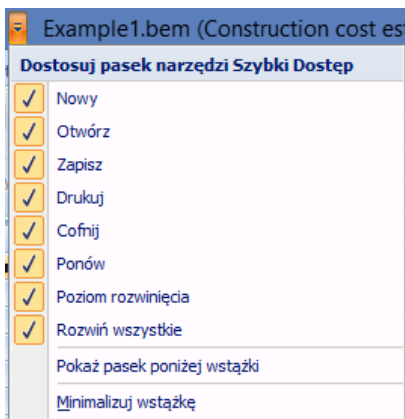 Example1.bem (Construction cost es
Dostosuj pasek narzędzi Szybki Dostęp
Nowy
Otwórz
Zapisz
Drukuj
Cofnij
Ponów
Poziom rozwinięcia
Rozwiń wszystkie
Pokaż pasek poniżej wstążki
Minimalizuj wstążkę